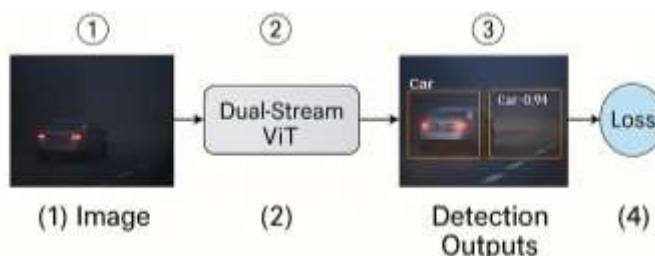 ① ② ③
Car
Car-0.94
Dual-Stream
ViT
Loss
(1) Image
(2)
Detection
Outputs
(4)